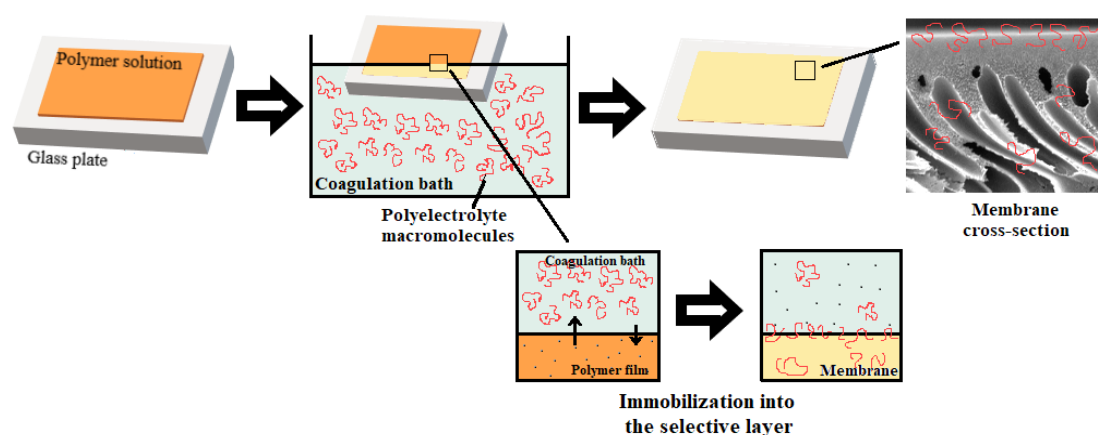 Polymer solution
Glass plate
Coagulation bath
Polyelectrolyte
macromolecules
Membrane
cross-section
Coagulation bath
Polymer film
Membrane
Immobilization into
the selective layer